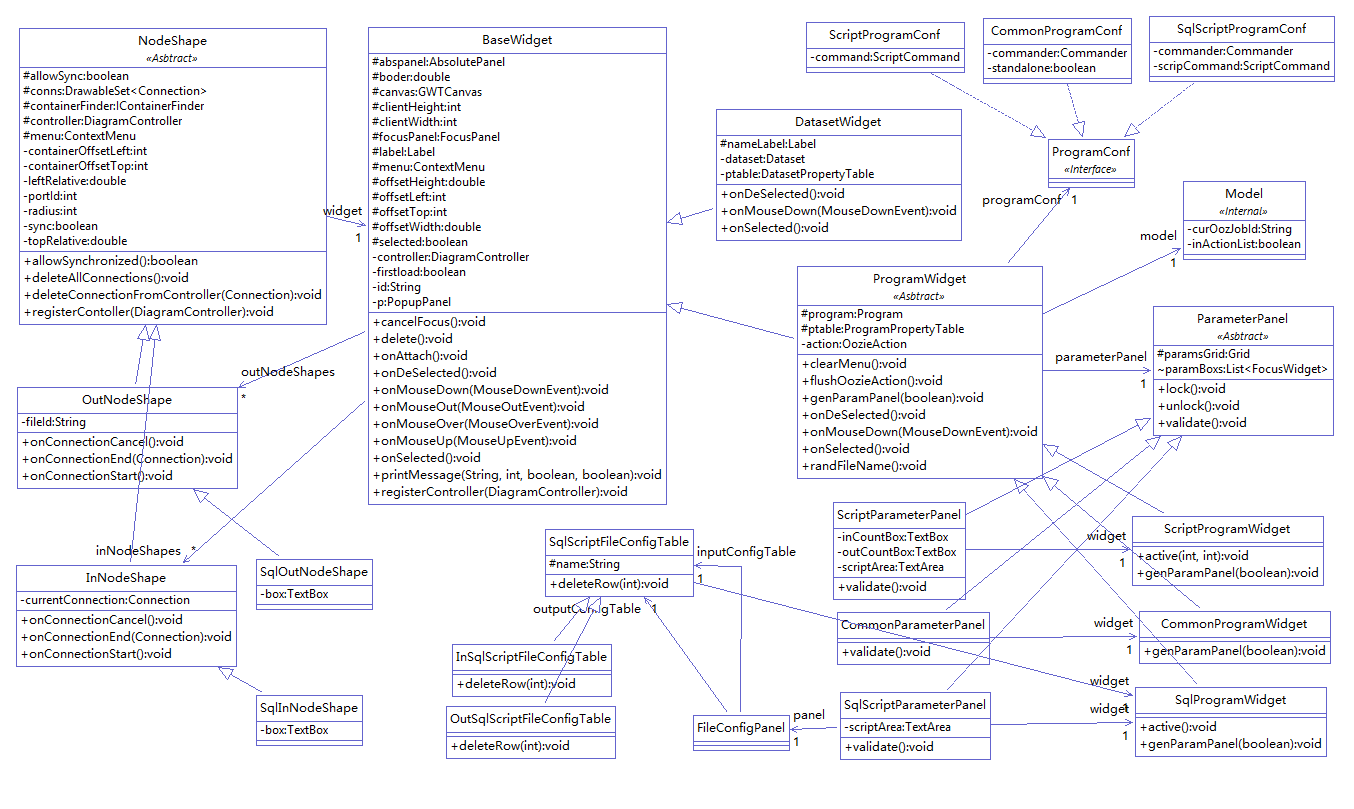 NodeShape
«Asbtract»
#allowSync:boolean
#conns:DrawableSet<Connection>
#containerFinder:IContainerFinder
#controller:DiagramController
#menu:ContextMenu
-containerOffsetLeft:int
-containerOffsetTop:int
-leftRelative:double
-portId:int
-radius:int
-sync:boolean
-topRelative:double
+allowSynchronized():boolean
+deleteAllConnections():void
+deleteConnectionFromController(Connection):void
+registerContoller(DiagramController):void
widget
1
BaseWidget
#abspanel:AbsolutePanel
#boder:double
#canvas:GWTCanvas
#clientHeight:int
#clientWidth:int
#focusPanel:FocusPanel
#label:Label
#menu:ContextMenu
#offsetHeight:double
#offsetLeft:int
#offsetTop:int
#offsetWidth:double
#selected:boolean
-controller:DiagramController
-firstload:boolean
-id:String
-p:PopupPanel
+cancelFocus():void
+delete():void
+onAttach():void
+onDeSelected():void
+onMouseDown(MouseDownEvent):void
+onMouseOut(MouseOutEvent):void
+onMouseOver(MouseOverEvent):void
+onMouseUp(MouseUpEvent):void
+onSelected():void
+printMessage(String, int, boolean, boolean):void
+registerController(DiagramController):void
DatasetWidget
#nameLabel:Label
-dataset:Dataset
-ptable:DatasetPropertyTable
+onDeSelected():void
+onMouseDown(MouseDownEvent):void
+onSelected():void
ScriptProgramConf
-command:ScriptCommand
CommonProgramConf
-commander:Commander
-standalone:boolean
SqlScriptProgramConf
-commander:Commander
-scripCommand:ScriptCommand
ProgramConf
«Interface»
programConf
1
Model
«Internal»
-curOozJobId:String
-inActionList:boolean
model
1
ProgramWidget
«Asbtract»
#program:Program
#ptable:ProgramPropertyTable
-action:OozieAction
+clearMenu():void
+flushOozieAction():void
+genParamPanel(boolean):void
+onDeSelected():void
+onMouseDown(MouseDownEvent):void
+onSelected():void
+randFileName():void
parameterPanel
1
ParameterPanel
«Asbtract»
#paramsGrid:Grid
~paramBoxs:List<FocusWidget>
+lock():void
+unlock():void
+validate():void
outNodeShapes
*
OutNodeShape
-fileId:String
+onConnectionCancel():void
+onConnectionEnd(Connection):void
+onConnectionStart():void
inNodeShapes
*
InNodeShape
-currentConnection:Connection
+onConnectionCancel():void
+onConnectionEnd(Connection):void
+onConnectionStart():void
SqlOutNodeShape
-box:TextBox
SqlInNodeShape
-box:TextBox
SqlScriptFileConfigTable
#name:String
+deleteRow(int):void
inputConfigTable
1
outputConfigTable
1
InSqlScriptFileConfigTable
+deleteRow(int):void
OutSqlScriptFileConfigTable
+deleteRow(int):void
FileConfigPanel
panel
1
ScriptParameterPanel
-inCountBox:TextBox
-outCountBox:TextBox
-scriptArea:TextArea
+validate():void
widget
1
ScriptProgramWidget
+active(int, int):void
+genParamPanel(boolean):void
CommonParameterPanel
+validate():void
widget
1
CommonProgramWidget
+genParamPanel(boolean):void
SqlScriptParameterPanel
-scriptArea:TextArea
+validate():void
widget
1
widget
1
SqlProgramWidget
+active():void
+genParamPanel(boolean):void